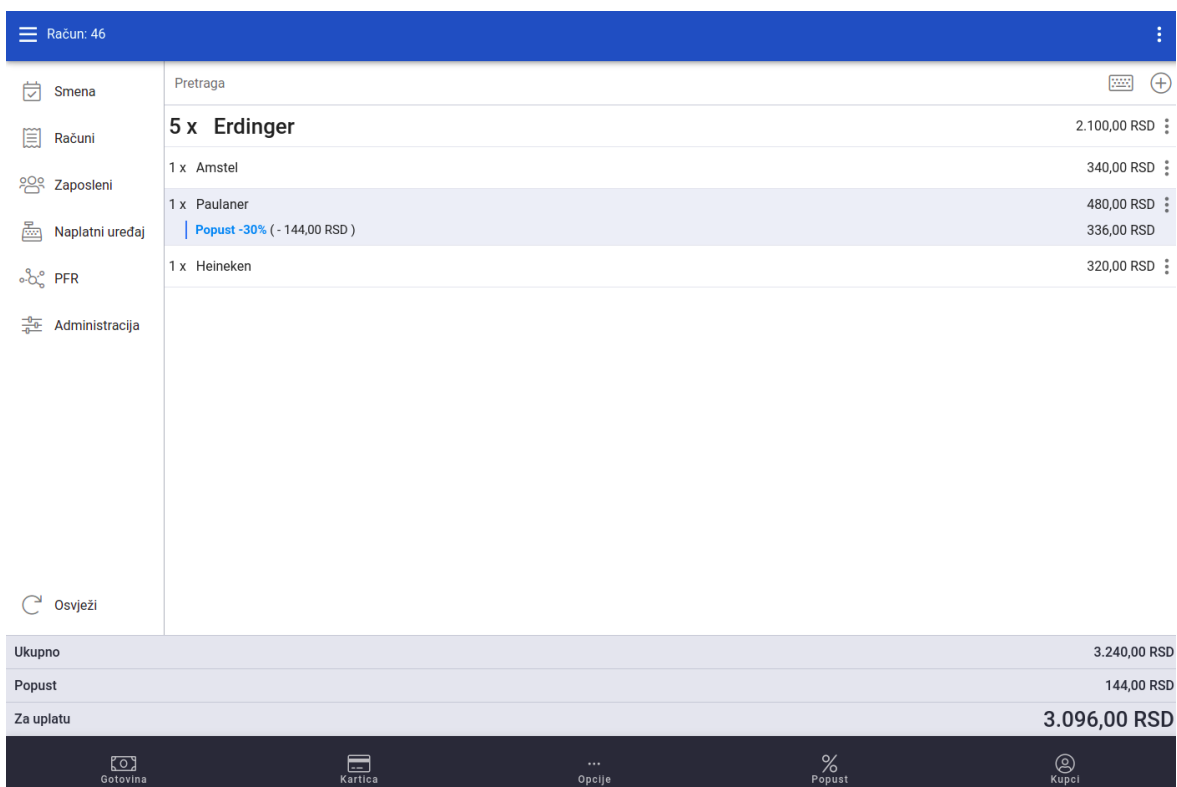 Račun: 46
Smena
Računi
Zaposleni
Naplatni uređaj
PFR
Administracija
Osvježi
Pretraga
5 x Erdinger 2.100,00 RSD
1 x Amstel 340,00 RSD
1 x Paulaner 480,00 RSD
Popust -30% ( - 144,00 RSD ) 336,00 RSD
1 x Heineken 320,00 RSD
Ukupno 3.240,00 RSD
Popust 144,00 RSD
Za uplatu 3.096,00 RSD
Gotovina Kartica Opcije Popust Kupci